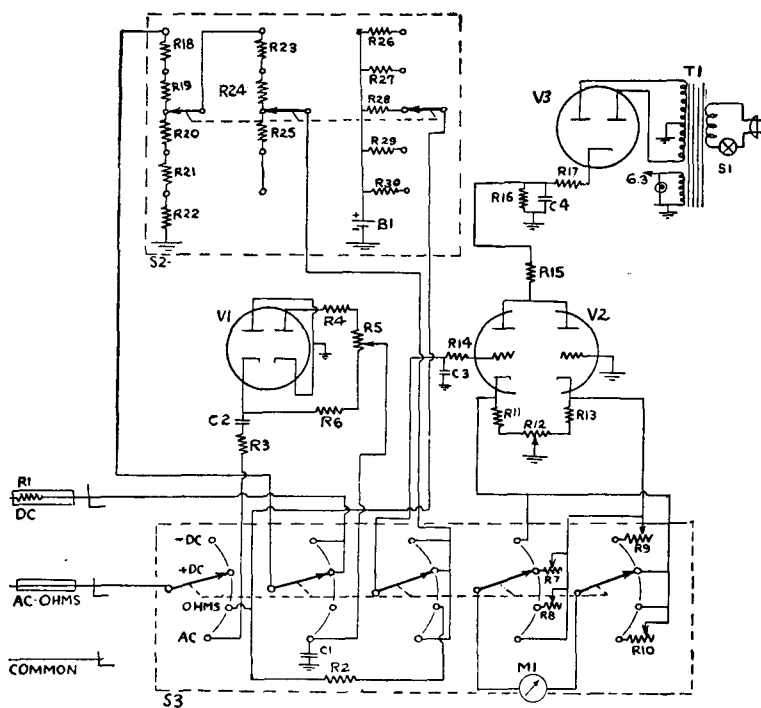 R18
R23
R26
R19
R24
R27
R28
R20
R25
R21
R29
R22
R30
+
-
B1
S2
V3
T1
R17
S1
R16
C4
6.3
R15
V1
R4
R5
V2
R14
C3
C2
R6
R11
R12
R13
R3
R1
DC
-DC
+DC
R7
R9
AC-OHMS
OHMS
R8
AC
C1
R2
R10
COMMON
M1
S3